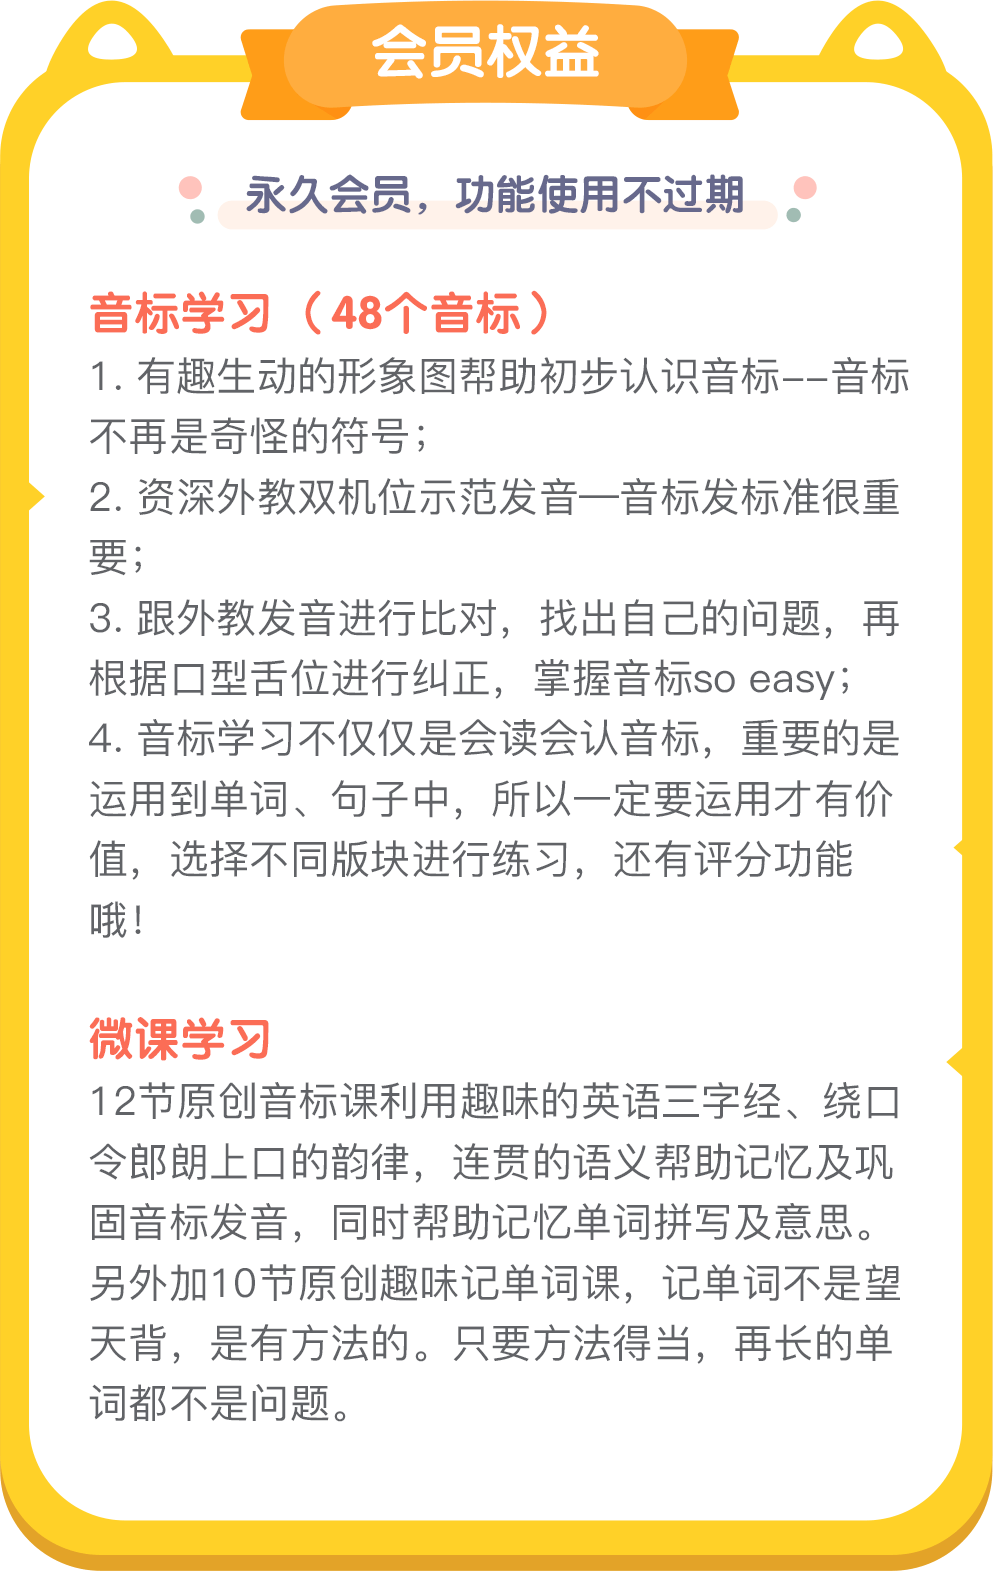 会员权益
永久会员，功能使用不过期
音标学习（48个音标）
1. 有趣生动的形象图帮助初步认识音标--音标
不再是奇怪的符号；
2. 资深外教双机位示范发音—音标发标准很重
要；
3. 跟外教发音进行比对，找出自己的问题，再
根据口型舌位进行纠正，掌握音标so easy；
4. 音标学习不仅仅是会读会认音标，重要的是
运用到单词、句子中，所以一定要运用才有价
值，选择不同版块进行练习，还有评分功能
哦！
微课学习
12节原创音标课利用趣味的英语三字经、绕口
令郎朗上口的韵律，连贯的语义帮助记忆及巩
固音标发音，同时帮助记忆单词拼写及意思。
另外加10节原创趣味记单词课，记单词不是望
天背，是有方法的。只要方法得当，再长的单
词都不是问题。